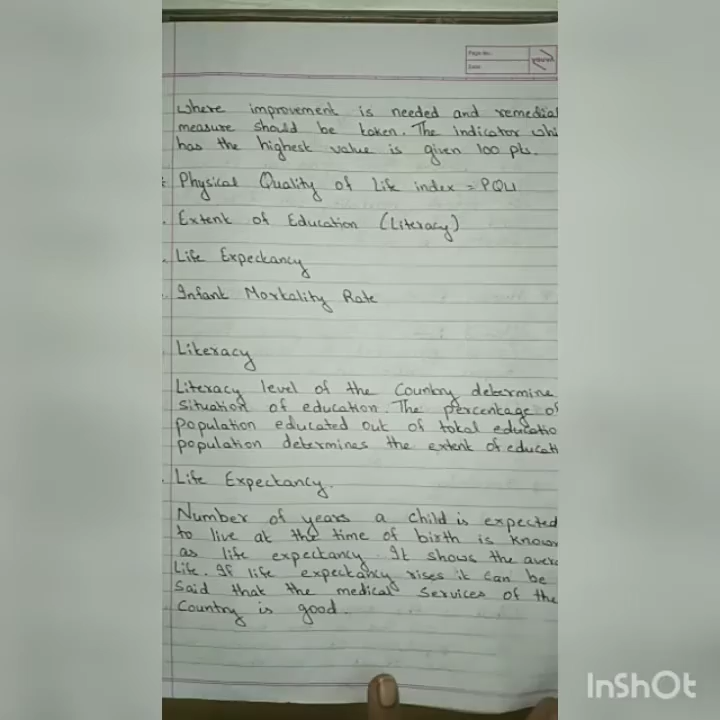 Page No.:
Date:
YOUVA
where improvement is needed and remedial
measure should be taken. The indicator whi
has the highest value is given 100 pts.
Physical Quality of Life index = PQLI
Extent of Education (Literacy)
Life Expectancy
Infant Mortality Rate
Literacy
Literacy level of the Country determine
situation of education. The percentage of
population educated out of total educatio
population determines the extent of educati
Life Expectancy.
Number of years a child is expected
to live at the time of birth is known
as life expectancy. It shows the avera
Life. If life expectancy rises it can be
Said that the medical services of the
Country is good.
InShOt